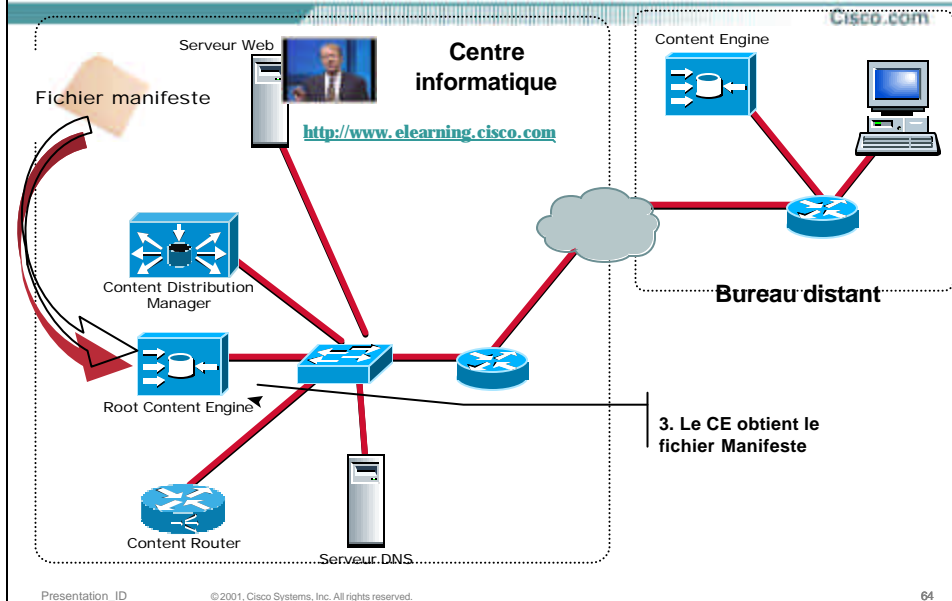 Cisco.com
Serveur Web
Centre
informatique
Content Engine
Fichier manifeste
http://www. elearning.cisco.com
Content Distribution
Manager
Bureau distant
Root Content Engine
3. Le CE obtient le
fichier Manifeste
Content Router
Serveur DNS
Presentation_ID
© 2001, Cisco Systems, Inc. All rights reserved.
64